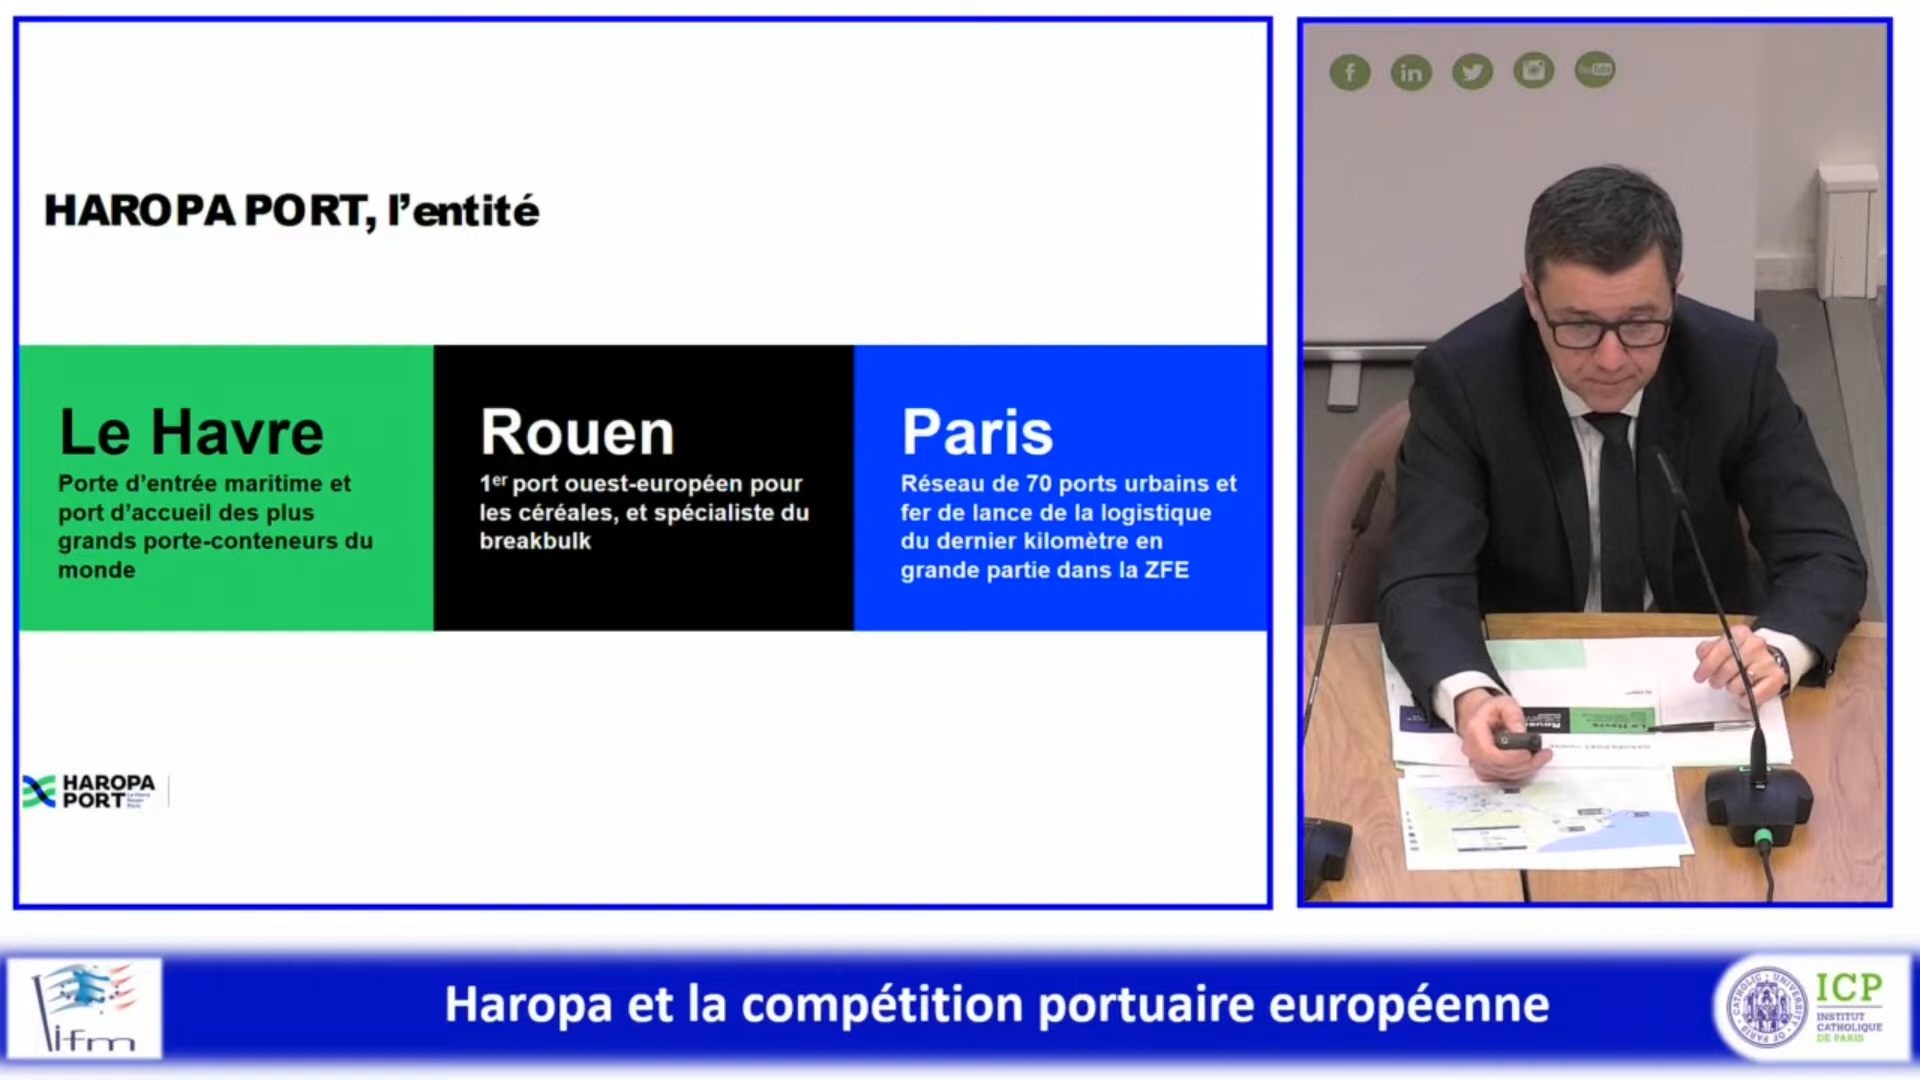 HAROPA PORT, l'entité
Le Havre
Porte d'entrée maritime et
port d'accueil des plus
grands porte-conteneurs du
monde
Rouen
1er port ouest-européen pour
les céréales, et spécialiste du
breakbulk
Paris
Réseau de 70 ports urbains et
fer de lance de la logistique
du dernier kilomètre en
grande partie dans la ZFE
HAROPA
PORT
f
in
Haropa et la compétition portuaire européenne
ifm
ICP
INSTITUT
CATHOLIQUE
DE PARIS